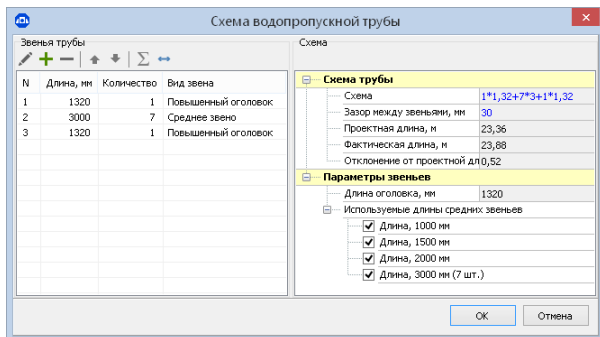 Схема водопропускной трубы
Звенья трубы
N Длина, мм Количество Вид звена
1 1320 1 Повышенный оголовок
2 3000 7 Среднее звено
3 1320 1 Повышенный оголовок
Схема
Схема трубы
Схема 1*1,32+7*3+1*1,32
Зазор между звеньями, мм 30
Проектная длина, м 23,36
Фактическая длина, м 23,88
Отклонение от проектной дл 0,52
Параметры звеньев
Длина оголовка, мм 1320
Используемые длины средних звеньев
Длина, 1000 мм
Длина, 1500 мм
Длина, 2000 мм
Длина, 3000 мм (7 шт.)
OK Отмена